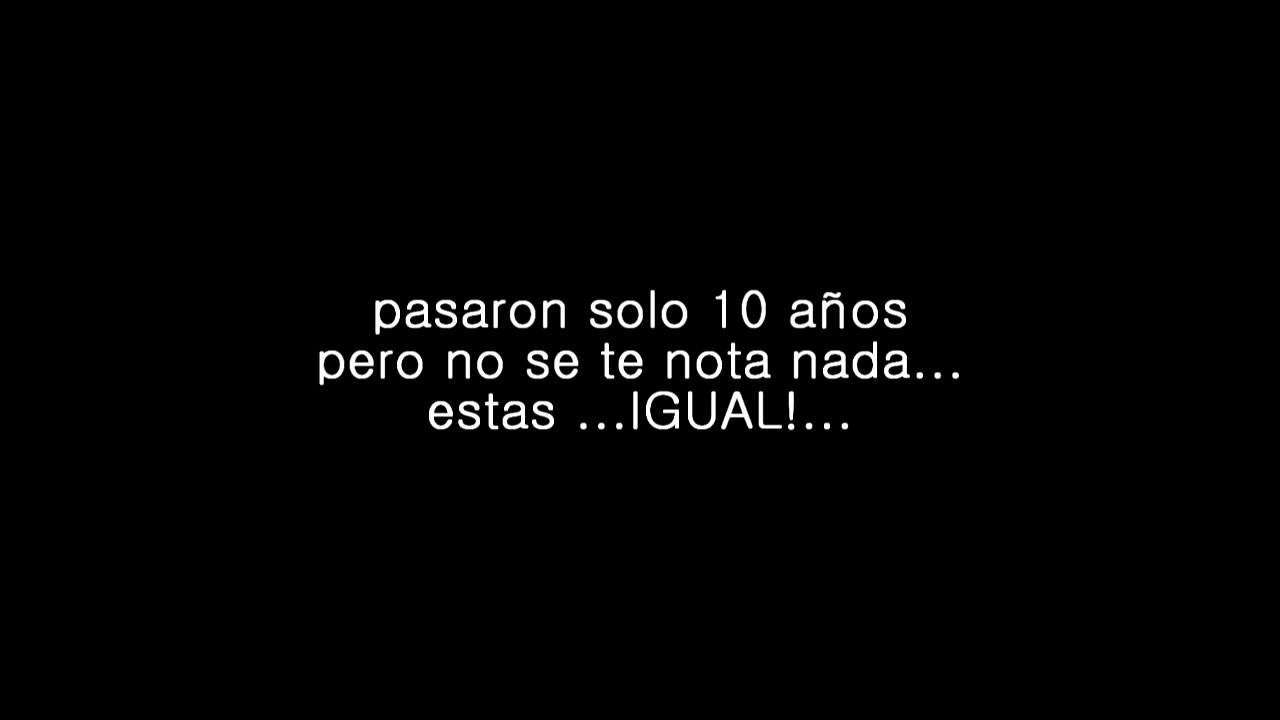 pasaron solo 10 años
pero no se te nota nada...
estas ...IGUAL!...